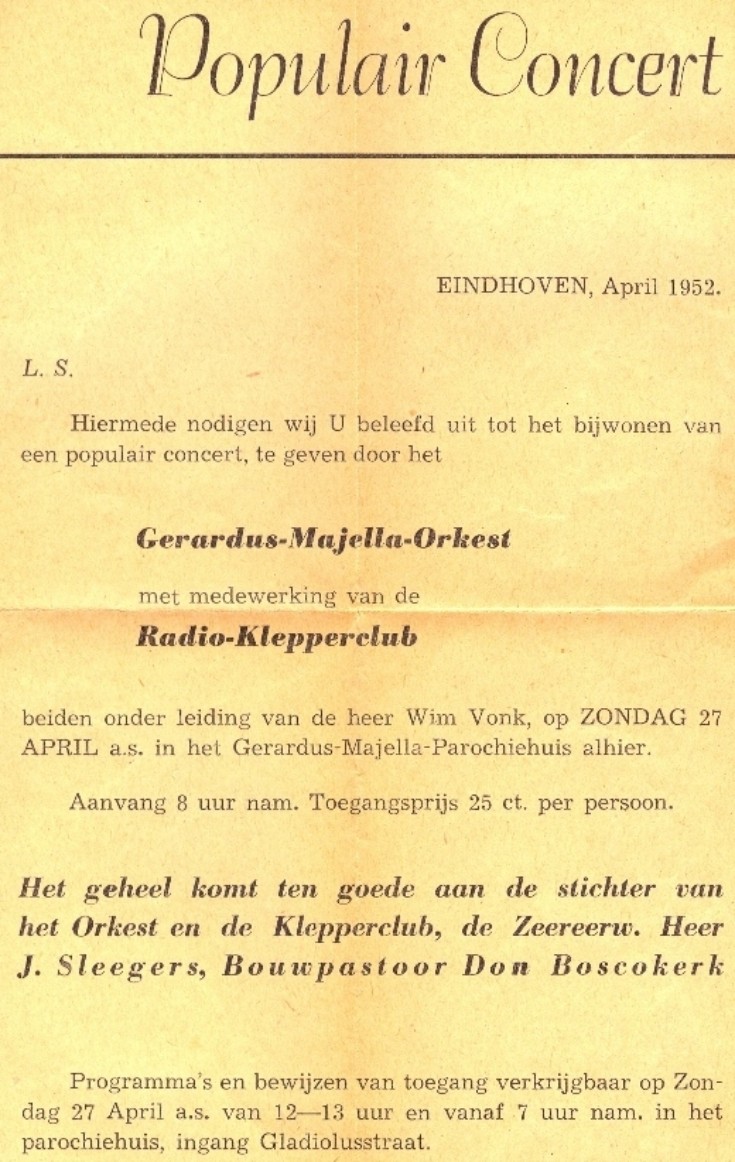 Populair Concert
EINDHOVEN, April 1952.
L. S.
Hiermede nodigen wij U beleefd uit tot het bijwonen van
een populair concert, te geven door het
Gerardus-Majella-Orkest
met medewerking van de
Radio-Klepperclub
beiden onder leiding van de heer Wim Vonk, op ZONDAG 27
APRIL a.s. in het Gerardus-Majella-Parochiehuis alhier.
Aanvang 8 uur nam. Toegangsprijs 25 ct. per persoon.
Het geheel komt ten goede aan de stichter van
het Orkest en de Klepperclub, de Zeereerw. Heer
J. Sleegers, Bouwpastoor Don Boscokerk
Programma's en bewijzen van toegang verkrijgbaar op Zon-
dag 27 April a.s. van 12—13 uur en vanaf 7 uur nam. in het
parochiehuis, ingang Gladiolusstraat.